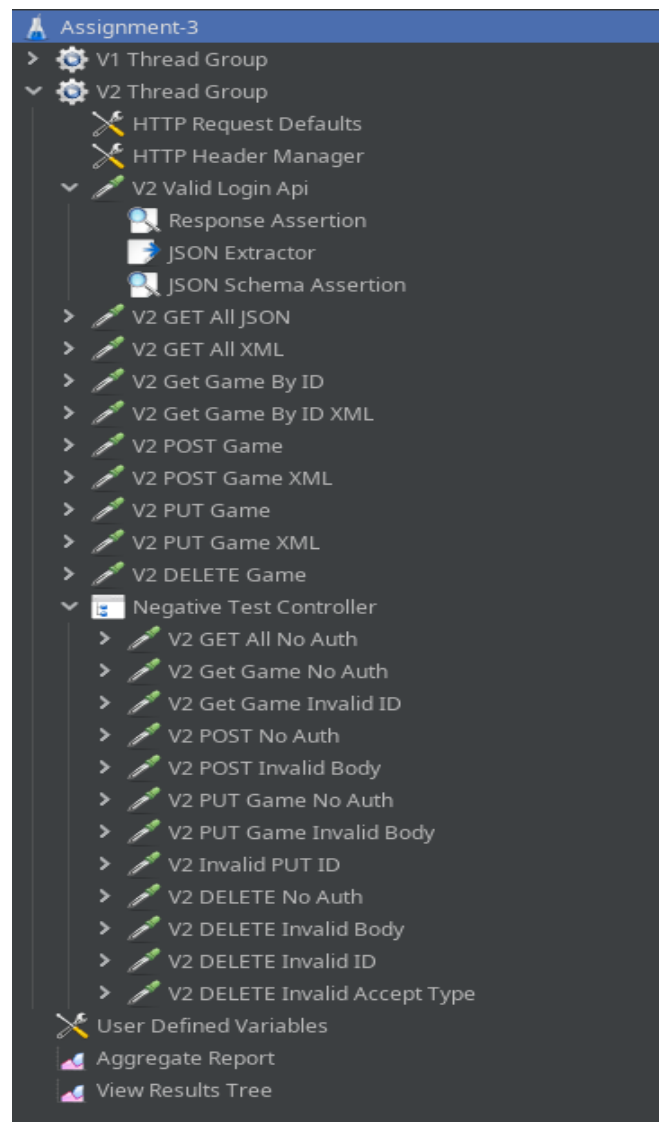 Assignment-3
V1 Thread Group
V2 Thread Group
HTTP Request Defaults
HTTP Header Manager
V2 Valid Login Api
Response Assertion
JSON Extractor
JSON Schema Assertion
V2 GET All JSON
V2 GET All XML
V2 Get Game By ID
V2 Get Game By ID XML
V2 POST Game
V2 POST Game XML
V2 PUT Game
V2 PUT Game XML
V2 DELETE Game
Negative Test Controller
V2 GET All No Auth
V2 Get Game No Auth
V2 Get Game Invalid ID
V2 POST No Auth
V2 POST Invalid Body
V2 PUT Game No Auth
V2 PUT Game Invalid Body
V2 Invalid PUT ID
V2 DELETE No Auth
V2 DELETE Invalid Body
V2 DELETE Invalid ID
V2 DELETE Invalid Accept Type
User Defined Variables
Aggregate Report
View Results Tree